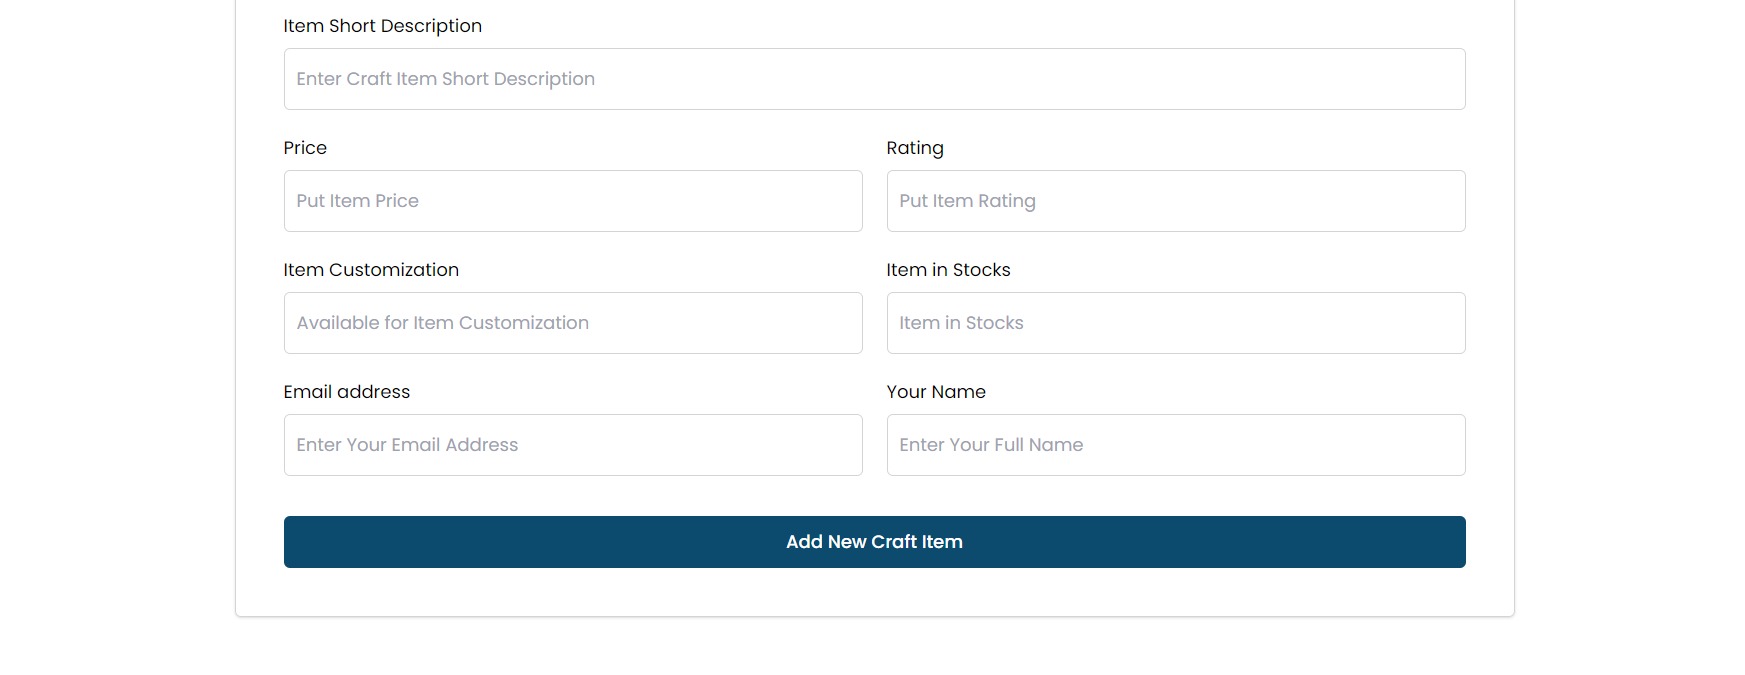 Item Short Description
Enter Craft Item Short Description
Price
Rating
Put Item Price
Put Item Rating
Item Customization
Item in Stocks
Available for Item Customization
Item in Stocks
Email address
Your Name
Enter Your Email Address
Enter Your Full Name
Add New Craft Item